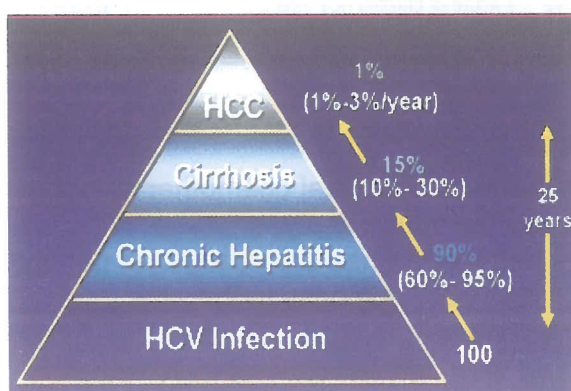 1%
HCC
(1%-3%/year)
Cirrhosis
15%
(10%- 30%)
25
years
Chronic Hepatitis
90%
(60%- 95%)
HCV Infection
100